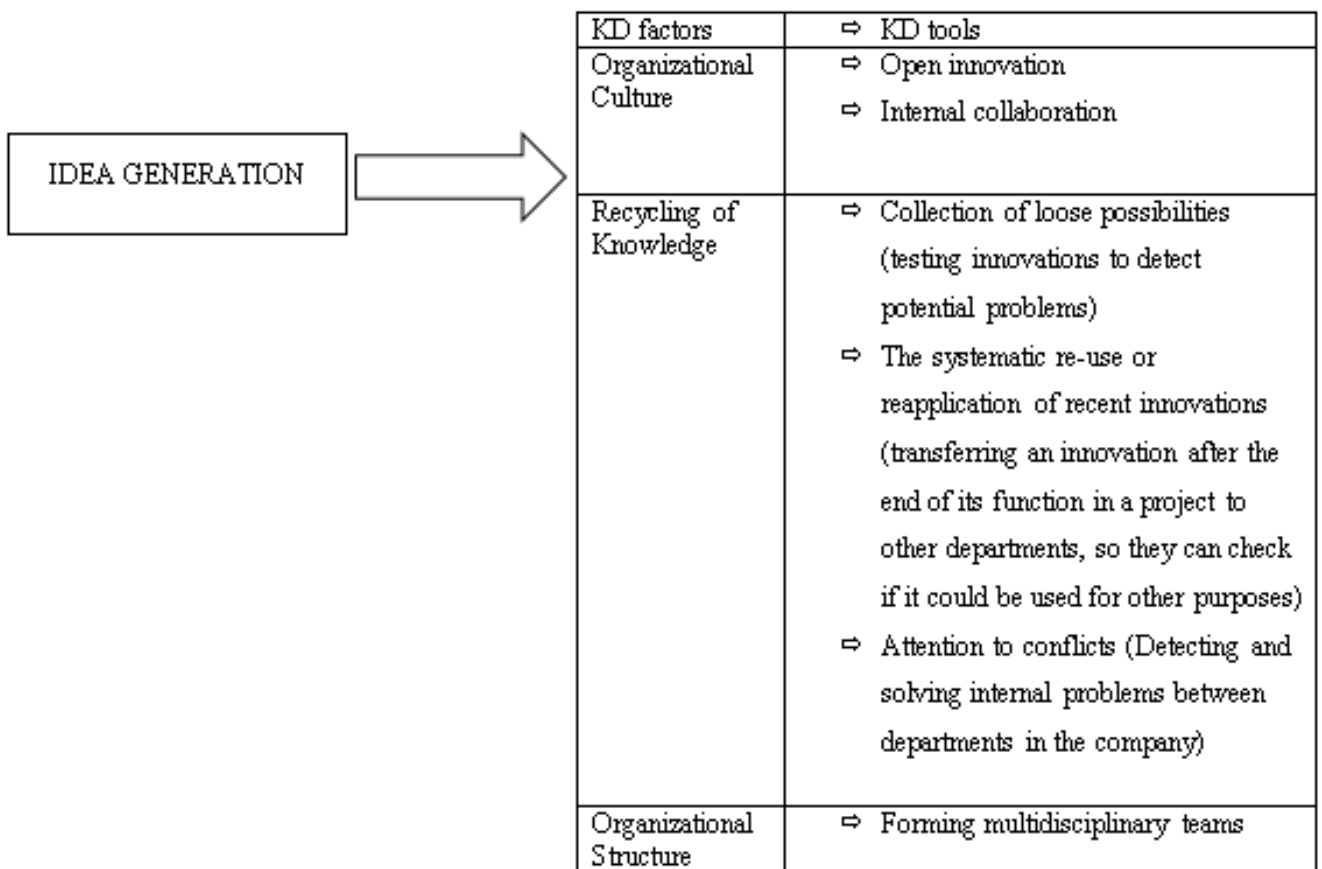 KD factors ⇨ KD tools
Organizational ⇨ Open innovation
Culture ⇨ Internal collaboration
IDEA GENERATION
Recycling of ⇨ Collection of loose possibilities
Knowledge (testing innovations to detect
potential problems)
⇨ The systematic re-use or
reapplication of recent innovations
(transferring an innovation after the
end of its function in a project to
other departments, so they can check
if it could be used for other purposes)
⇨ Attention to conflicts (Detecting and
solving internal problems between
departments in the company)
Organizational ⇨ Forming multidisciplinary teams
Structure